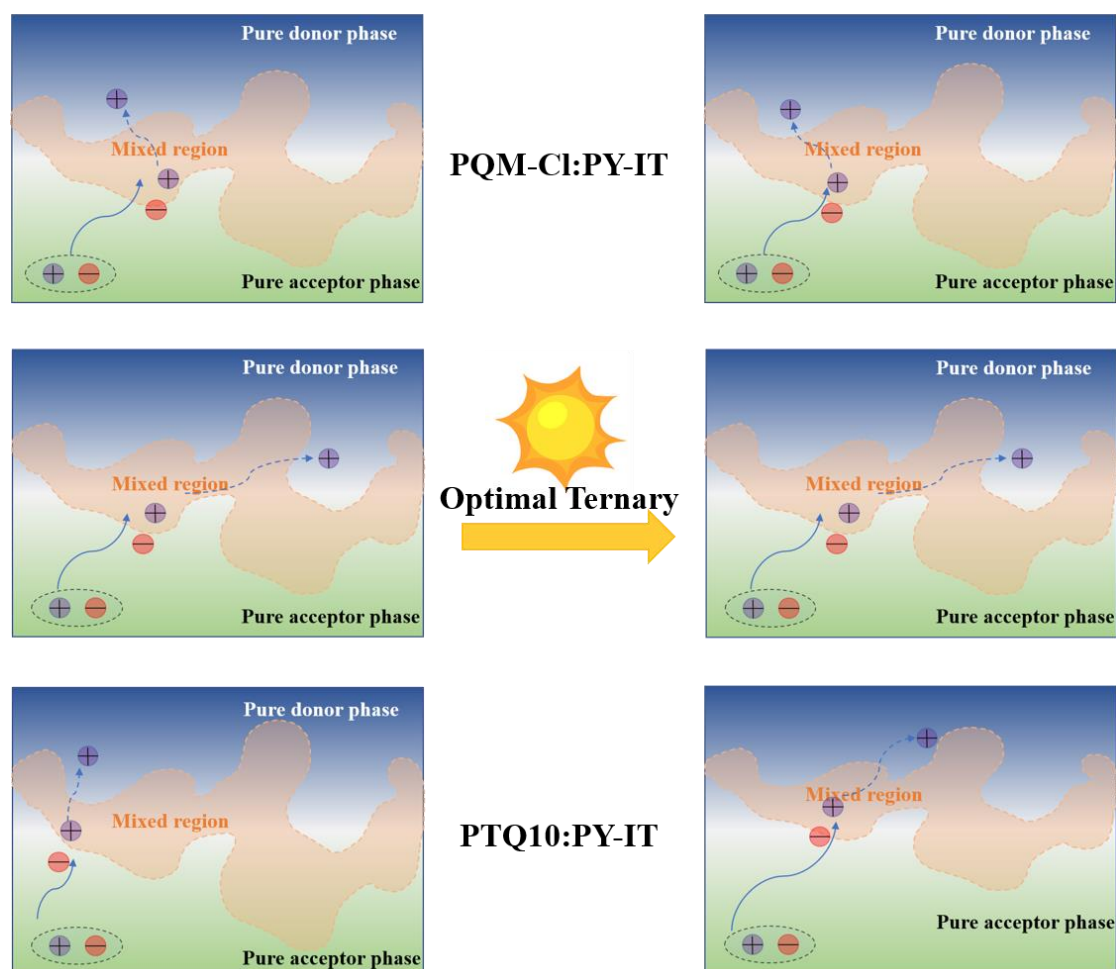 Pure donor phase
Mixed region
Pure acceptor phase
PQM-Cl:PY-IT
Pure donor phase
Mixed region
Pure acceptor phase
Pure donor phase
Mixed region
Pure acceptor phase
Optimal Ternary
Pure donor phase
Mixed region
Pure acceptor phase
Pure donor phase
Mixed region
Pure acceptor phase
PTQ10:PY-IT
Pure donor phase
Mixed region
Pure acceptor phase